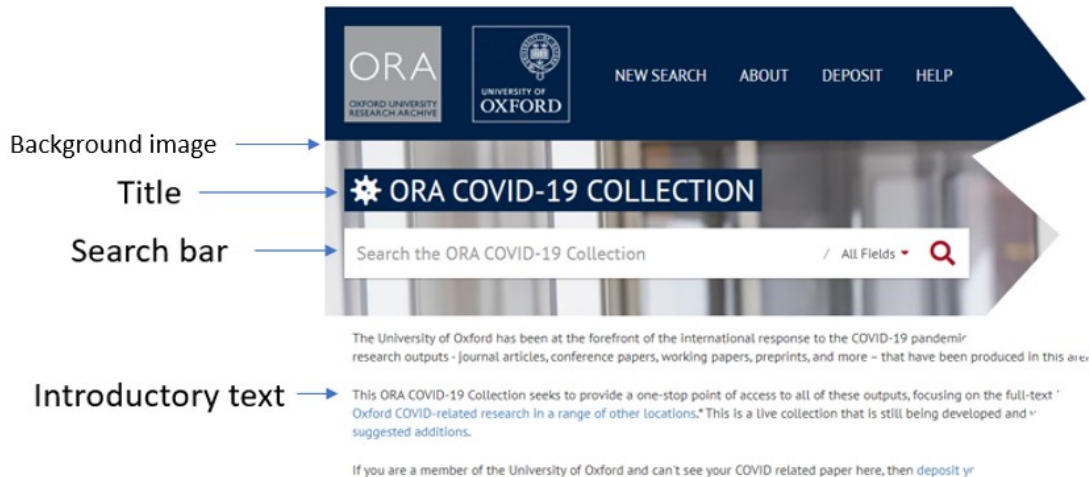 ORA
OXFORD UNIVERSITY
RESEARCH ARCHIVE
UNIVERSITY OF
OXFORD
NEW SEARCH ABOUT DEPOSIT HELP
Background image
Title
ORA COVID-19 COLLECTION
Search bar
Search the ORA COVID-19 Collection / All Fields
The University of Oxford has been at the forefront of the international response to the COVID-19
research outputs - journal articles, conference papers, working papers, preprints, and more – that have been produced in this
Introductory text
This ORA COVID-19 Collection seeks to provide a one-stop point of access to all of these outputs, focusing on the full-text
Oxford COVID-related research in a range of other locations.* This is a live collection that is still being developed and
suggested additions.
If you are a member of the University of Oxford and can't see your COVID related paper here, then deposit